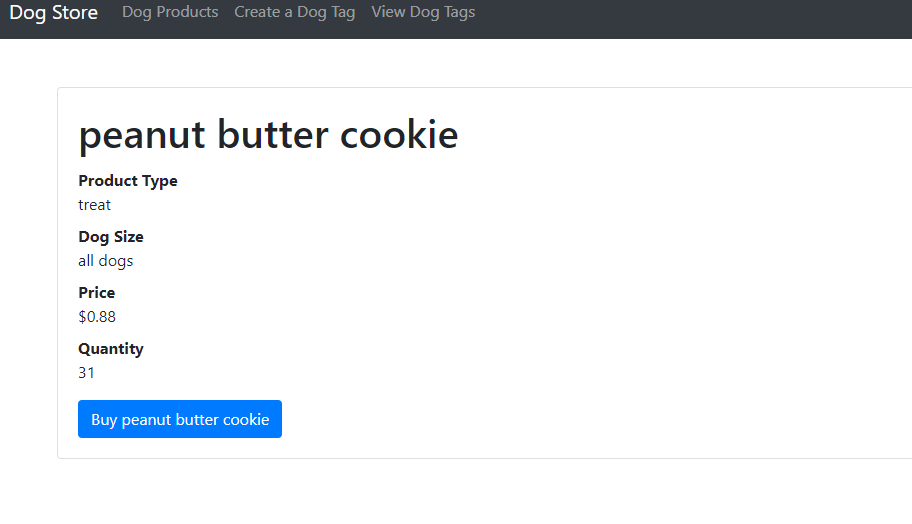 Dog Store Dog Products Create a Dog Tag View Dog Tags
peanut butter cookie
Product Type
treat
Dog Size
all dogs
Price
$0.88
Quantity
31
Buy peanut butter cookie